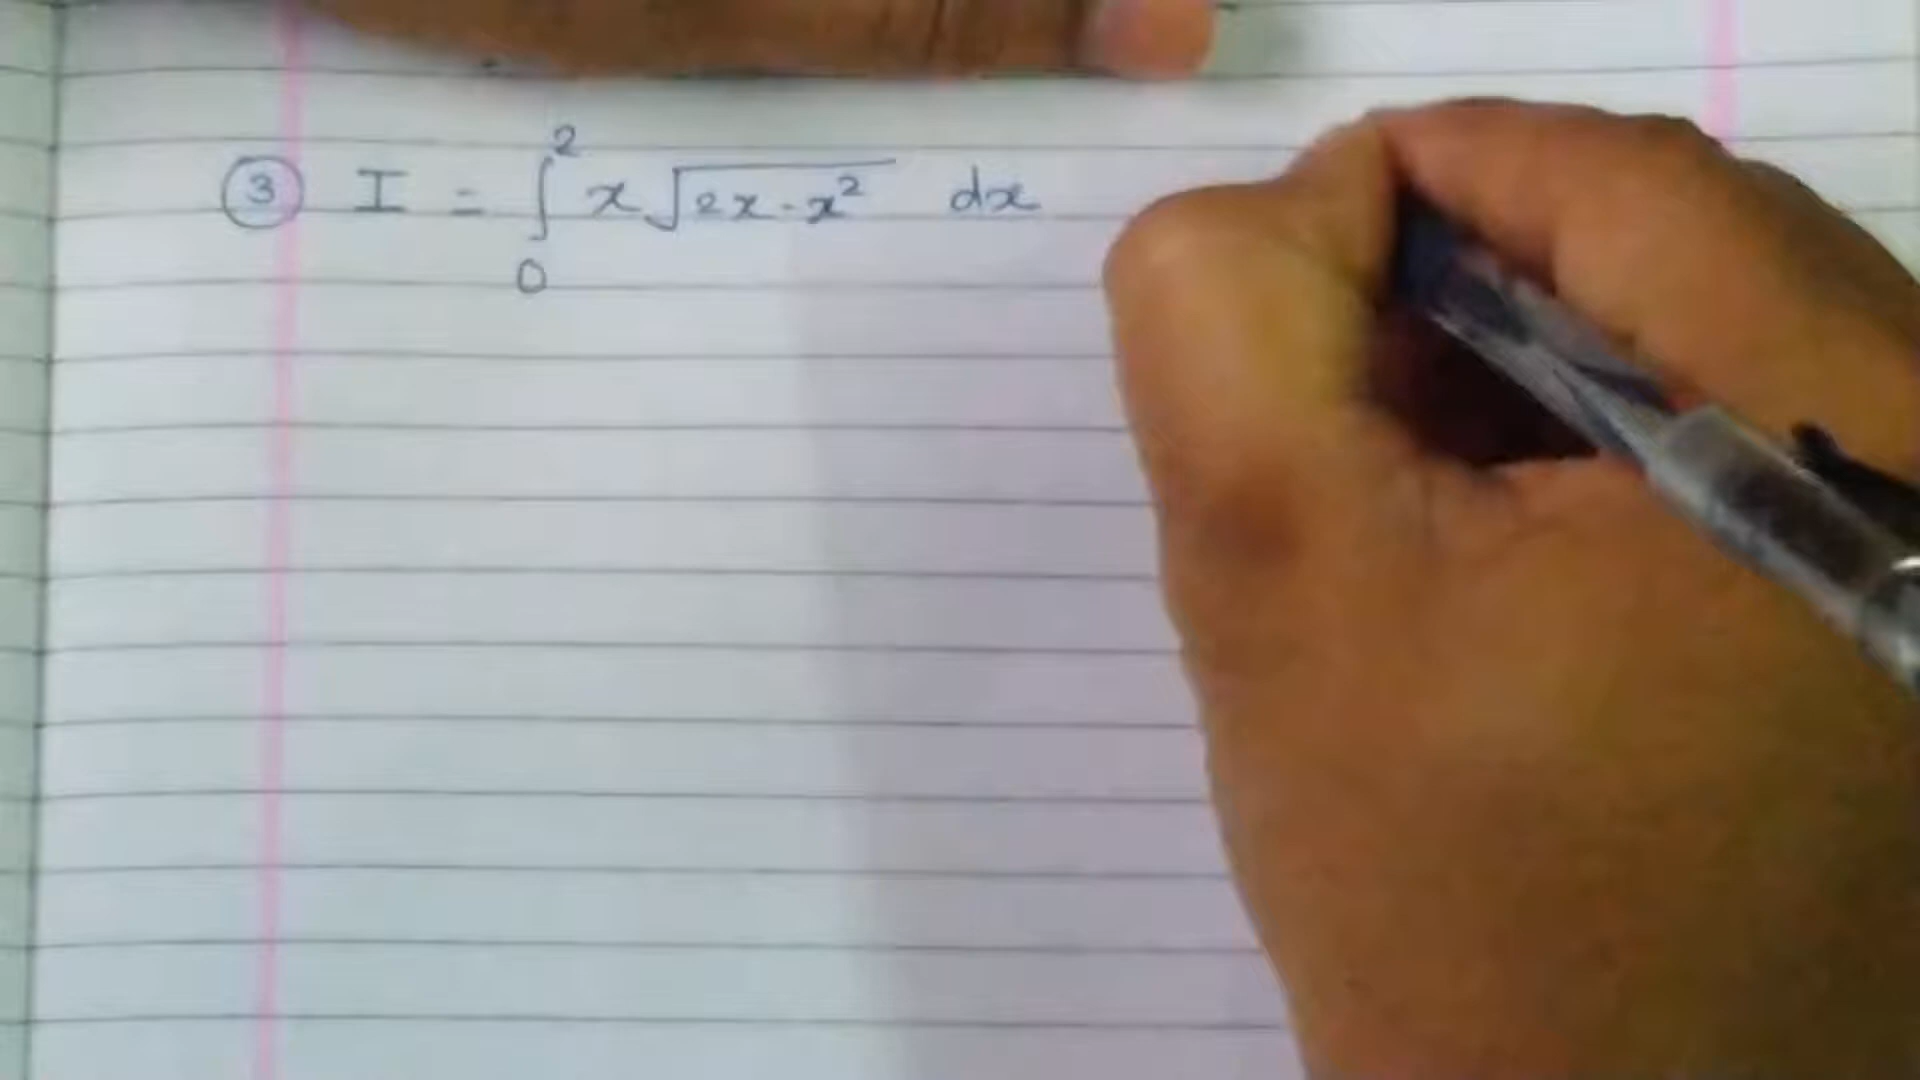 ③ I = ∫₀² x√(2x - x²) dx